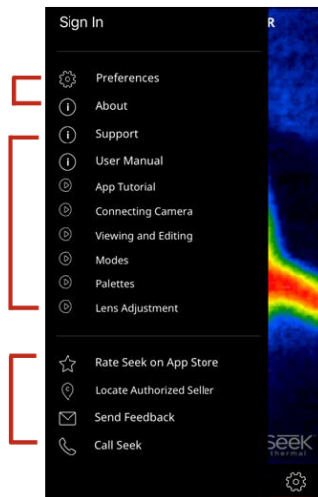 Sign In
R
Preferences
About
Support
User Manual
App Tutorial
Connecting Camera
Viewing and Editing
Modes
Palettes
Lens Adjustment
Rate Seek on App Store
Locate Authorized Seller
Send Feedback
Call Seek
seek
thermal